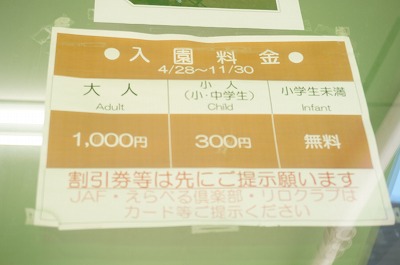 ●入園料金●
4/28～11/30
大人 小人 小学生未満
(小・中学生)
Adult Child Infant
1,000円 300円 無料
割引券等は先にご提示願います
JAF・えらべる倶楽部・リロクラブは
カード等ご提示ください